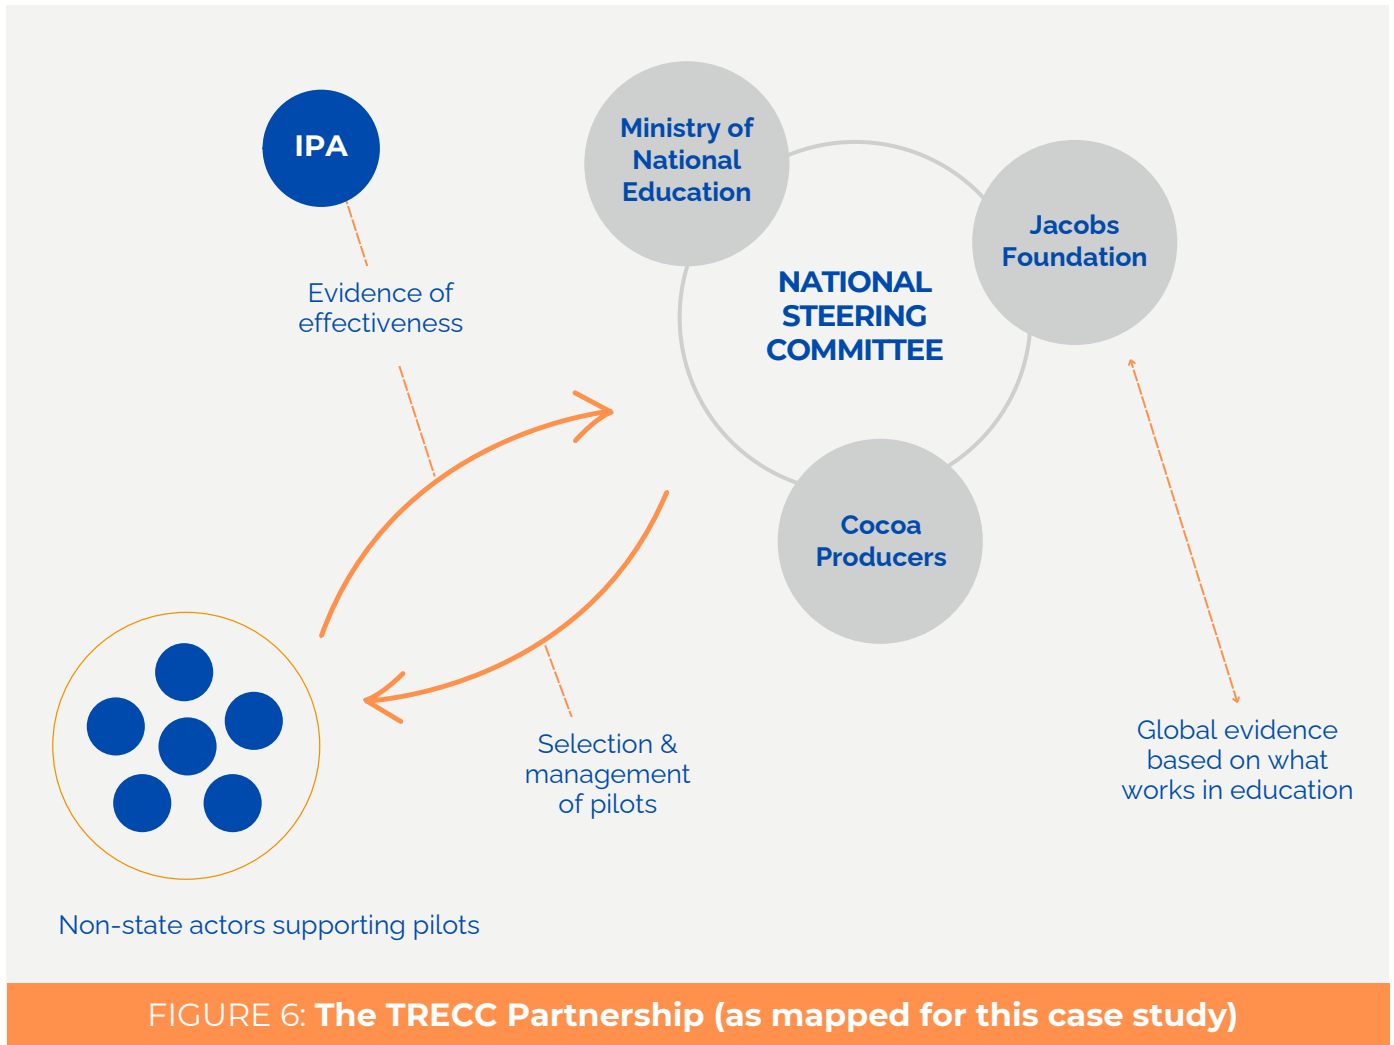 IPA
Ministry of
National
Education
Jacobs
Foundation
NATIONAL
STEERING
COMMITTEE
Evidence of
effectiveness
Cocoa
Producers
Selection &
management
of pilots
Global evidence
based on what
works in education
Non-state actors supporting pilots
FIGURE 6: The TRECC Partnership (as mapped for this case study)